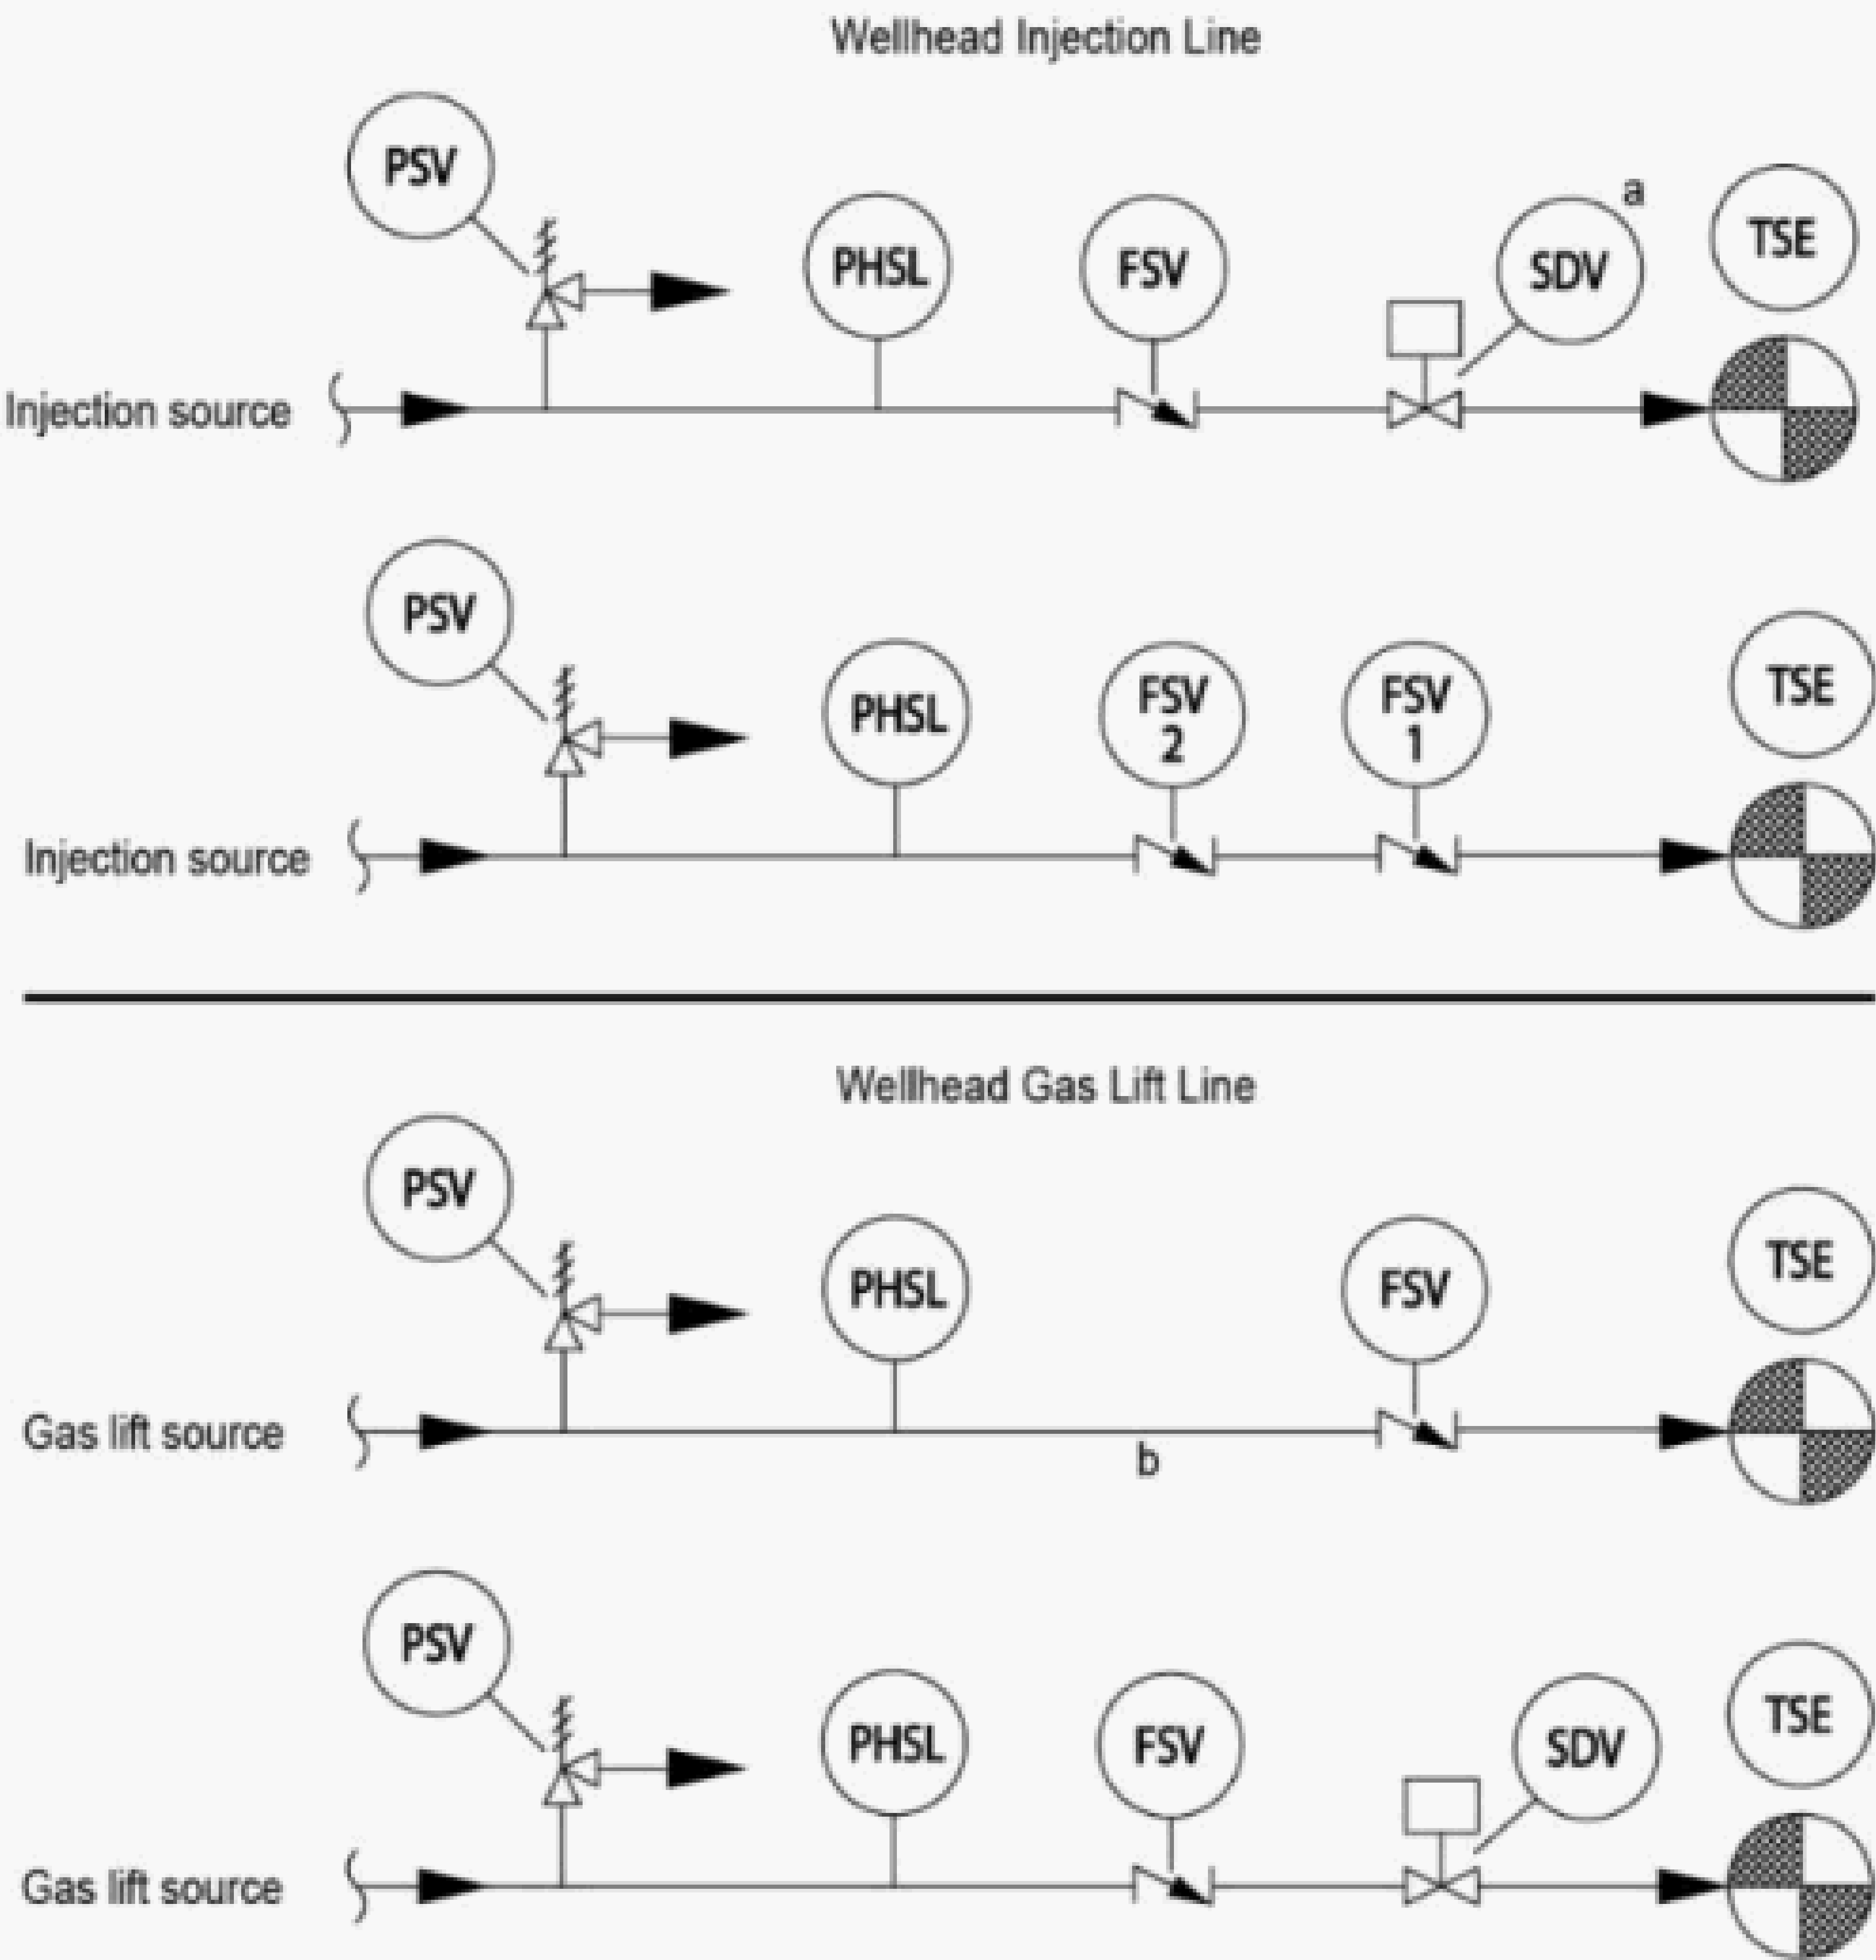 Wellhead Injection Line
PSV
PHSL
FSV
SDV
a
TSE
Injection source
PSV
PHSL
FSV
2
FSV
1
TSE
Injection source
Wellhead Gas Lift Line
PSV
PHSL
FSV
TSE
Gas lift source
b
PSV
PHSL
FSV
SDV
TSE
Gas lift source